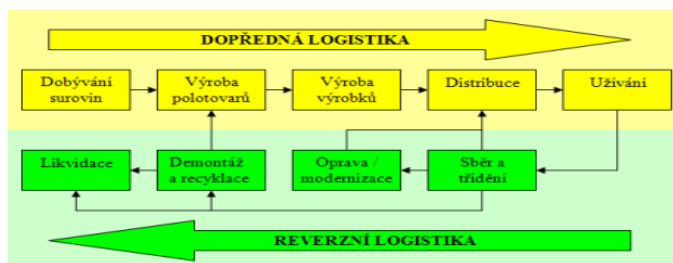 DOPŘEDNÁ LOGISTIKA
Dobývání
surovin
Výroba
polotovarů
Výroba
výrobků
Distribuce
Užívání
Likvidace
Demontáž
a recyklace
Oprava /
modernizace
Sběr a
třídění
REVERZNÍ LOGISTIKA